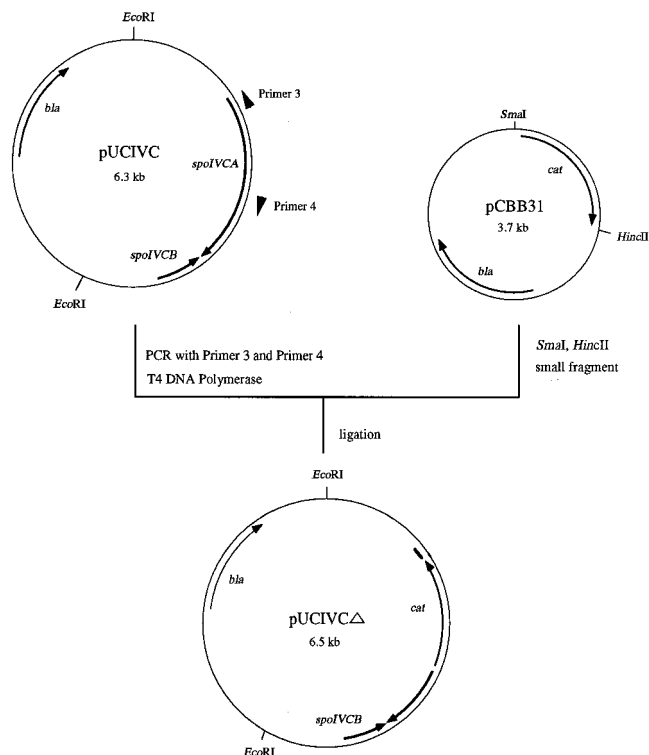 EcoRI
Primer 3
bla
pUCIVC
6.3 kb
spoIVCA
Primer 4
spoIVCB
EcoRI
SmaI
cat
pCBB31
3.7 kb
HincII
bla
PCR with Primer 3 and Primer 4
T4 DNA Polymerase
SmaI, HincII
small fragment
ligation
EcoRI
bla
cat
pUCIVC△
6.5 kb
spoIVCB
EcoRI